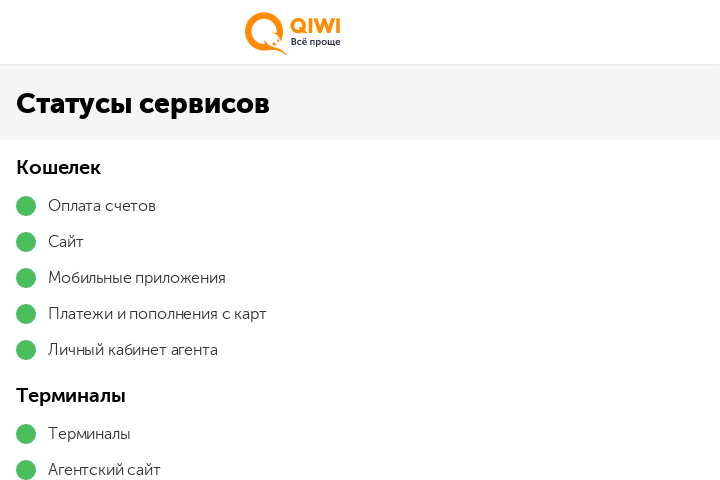 QIWI
Всё проще
Статусы сервисов
Кошелек
Оплата счетов
Сайт
Мобильные приложения
Платежи и пополнения с карт
Личный кабинет агента
Терминалы
Терминалы
Агентский сайт